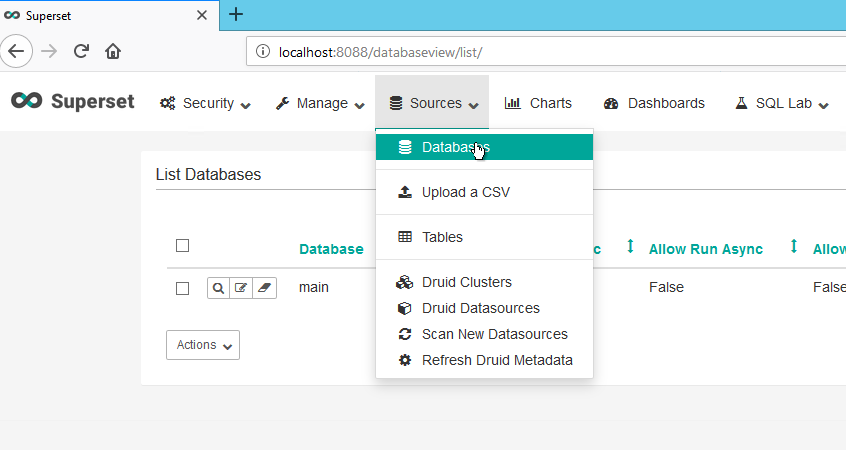 Superset
localhost:8088/databaseview/list/
Superset Security Manage Sources Charts Dashboards SQL Lab
Databases
List Databases
Upload a CSV
Tables
Database Allow Run Async
main False False
Druid Clusters
Druid Datasources
Scan New Datasources
Refresh Druid Metadata
Actions